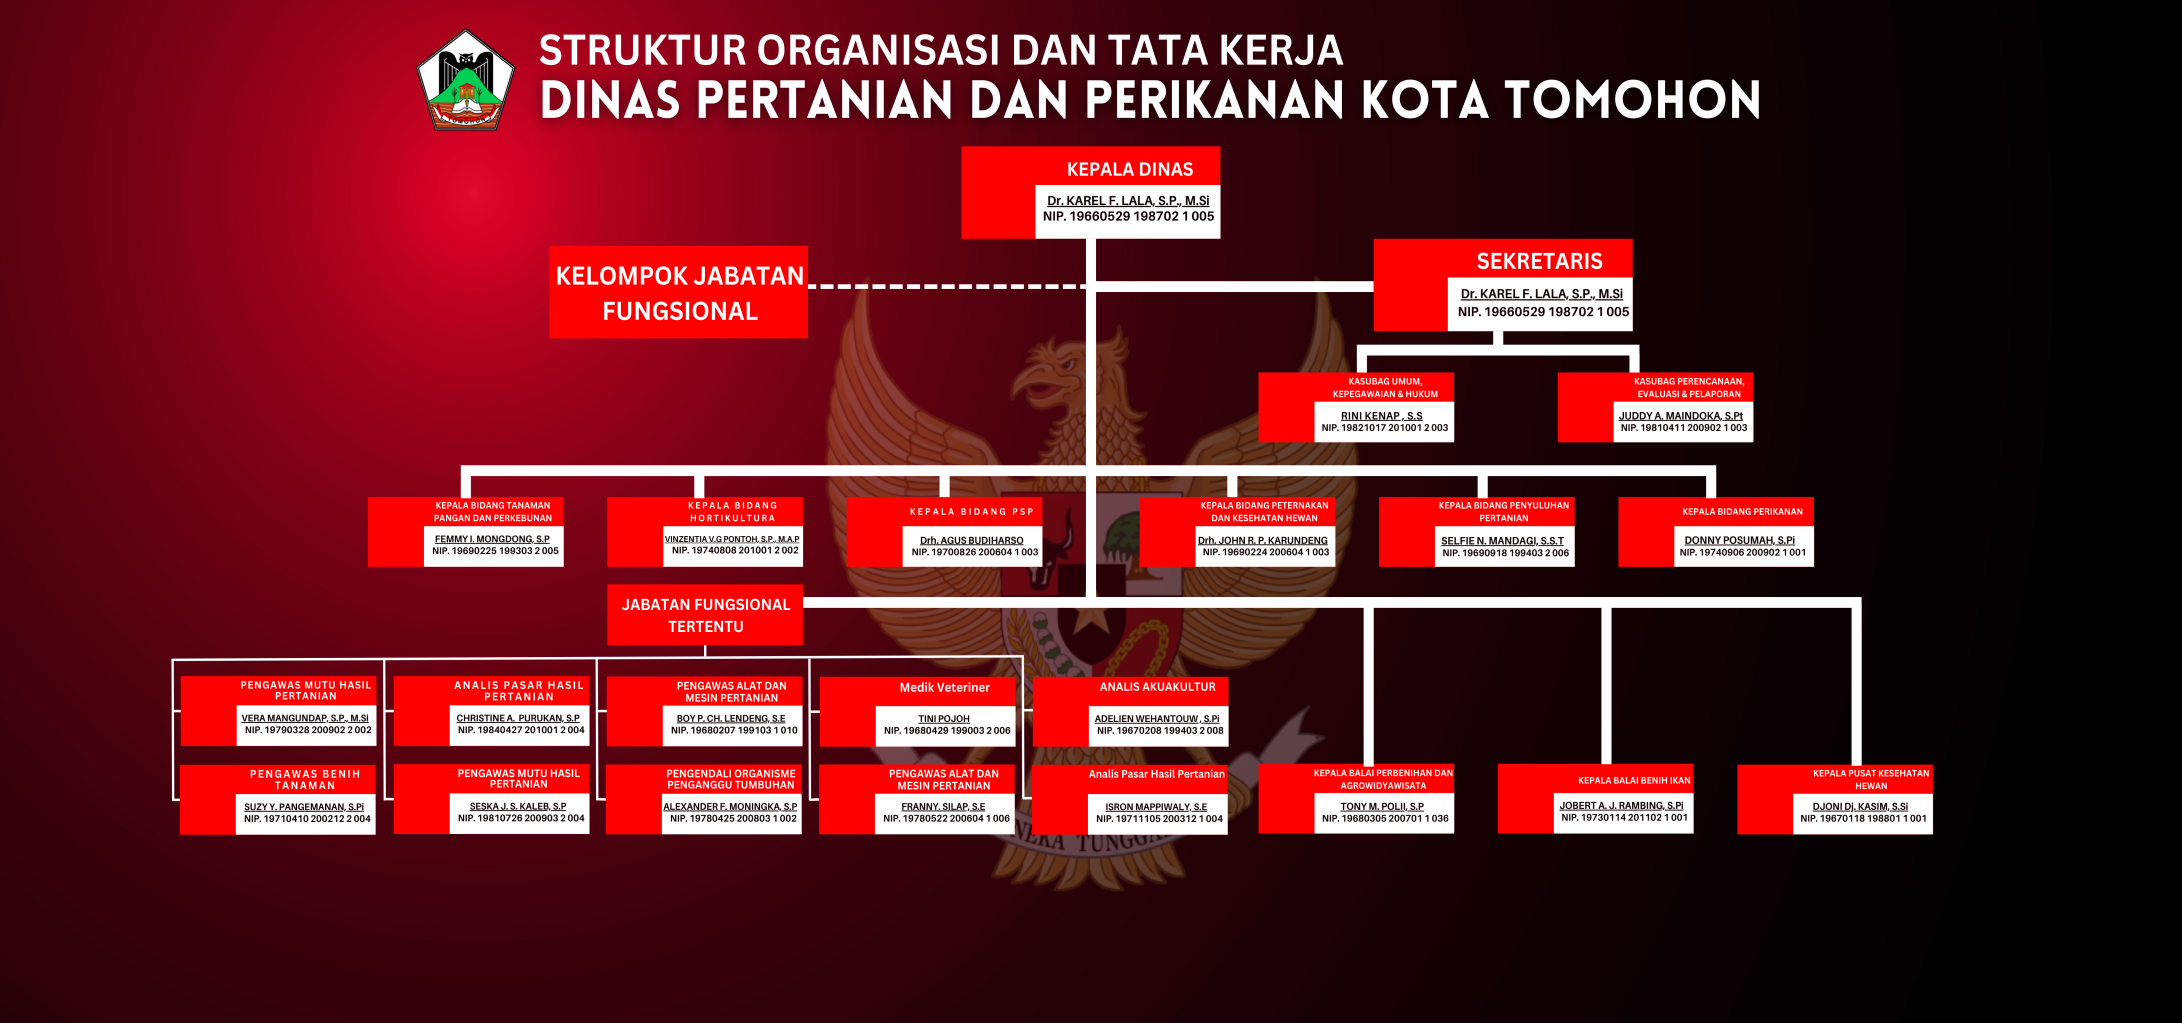 STRUKTUR ORGANISASI DAN TATA KERJA
DINAS PERTANIAN DAN PERIKANAN KOTA TOMOHON
TOMOHON
KEPALA DINAS
Dr. KAREL F. LALA, S.P., M.Si
NIP. 19660529 198702 1 005
KELOMPOK JABATAN
FUNGSIONAL
SEKRETARIS
Dr. KAREL F. LALA, S.P., M.Si
NIP. 19660529 198702 1 005
KASUBAG UMUM,
KEPEGAWAIAN & HUKUM
RINI KENAP , S.S
NIP. 19821017 201001 2 003
KASUBAG PERENCANAAN,
EVALUASI & PELAPORAN
JUDDY A. MAINDOKA, S.Pt
NIP. 19810411 200902 1 003
KEPALA BIDANG TANAMAN
PANGAN DAN PERKEBUNAN
FEMMY I. MONGDONG, S.P
NIP. 19690225 199303 2 005
KEPALA BIDANG
HORTIKULTURA
VINZENTIA V.G PONTOH, S.P., M.A.P
NIP. 19740808 201001 2 002
KEPALA BIDANG PSP
Drh. AGUS BUDIHARSO
NIP. 19700826 200604 1 003
KEPALA BIDANG PETERNAKAN
DAN KESEHATAN HEWAN
Drh. JOHN R. P. KARUNDENG
NIP. 19690224 200604 1 003
KEPALA BIDANG PENYULUHAN
PERTANIAN
SELFIE N. MANDAGI, S.S.T
NIP. 19690918 199403 2 006
KEPALA BIDANG PERIKANAN
DONNY POSUMAH, S.Pi
NIP. 19740906 200902 1 001
JABATAN FUNGSIONAL
TERTENTU
PENGAWAS MUTU HASIL
PERTANIAN
VERA MANGUNDAP, S.P., M.Si
NIP. 19790328 200902 2 002
ANALIS PASAR HASIL
PERTANIAN
CHRISTINE A. PURUKAN, S.P
NIP. 19840427 201001 2 004
PENGAWAS ALAT DAN
MESIN PERTANIAN
BOY P. CH. LENDENG, S.E
NIP. 19680207 199103 1 010
Medik Veteriner
TINI POJOH
NIP. 19680429 199003 2 006
ANALIS AKUAKULTUR
ADELIEN WEHANTOUW , S.Pi
NIP. 19670208 199403 2 008
PENGAWAS BENIH
TANAMAN
SUZY Y. PANGEMANAN, S.Pi
NIP. 19710410 200212 2 004
PENGAWAS MUTU HASIL
PERTANIAN
SESKA J. S. KALEB, S.P
NIP. 19810726 200903 2 004
PENGENDALI ORGANISME
PENGANGGU TUMBUHAN
ALEXANDER F. MONINGKA, S.P
NIP. 19780425 200803 1 002
PENGAWAS ALAT DAN
MESIN PERTANIAN
FRANNY. SILAP, S.E
NIP. 19780522 200604 1 006
Analis Pasar Hasil Pertanian
ISRON MAPPIWALY, S.E
NIP. 19711105 200312 1 004
KEPALA BALAI PERBENIHAN DAN
AGROWIDYAWISATA
TONY M. POLII, S.P
NIP. 19680305 200701 1 036
KEPALA BALAI BENIH IKAN
JOBERT A. J. RAMBING, S.Pi
NIP. 19730114 201102 1 001
KEPALA PUSAT KESEHATAN
HEWAN
DJONI Dj. KASIM, S.Si
NIP. 19670118 198801 1 001